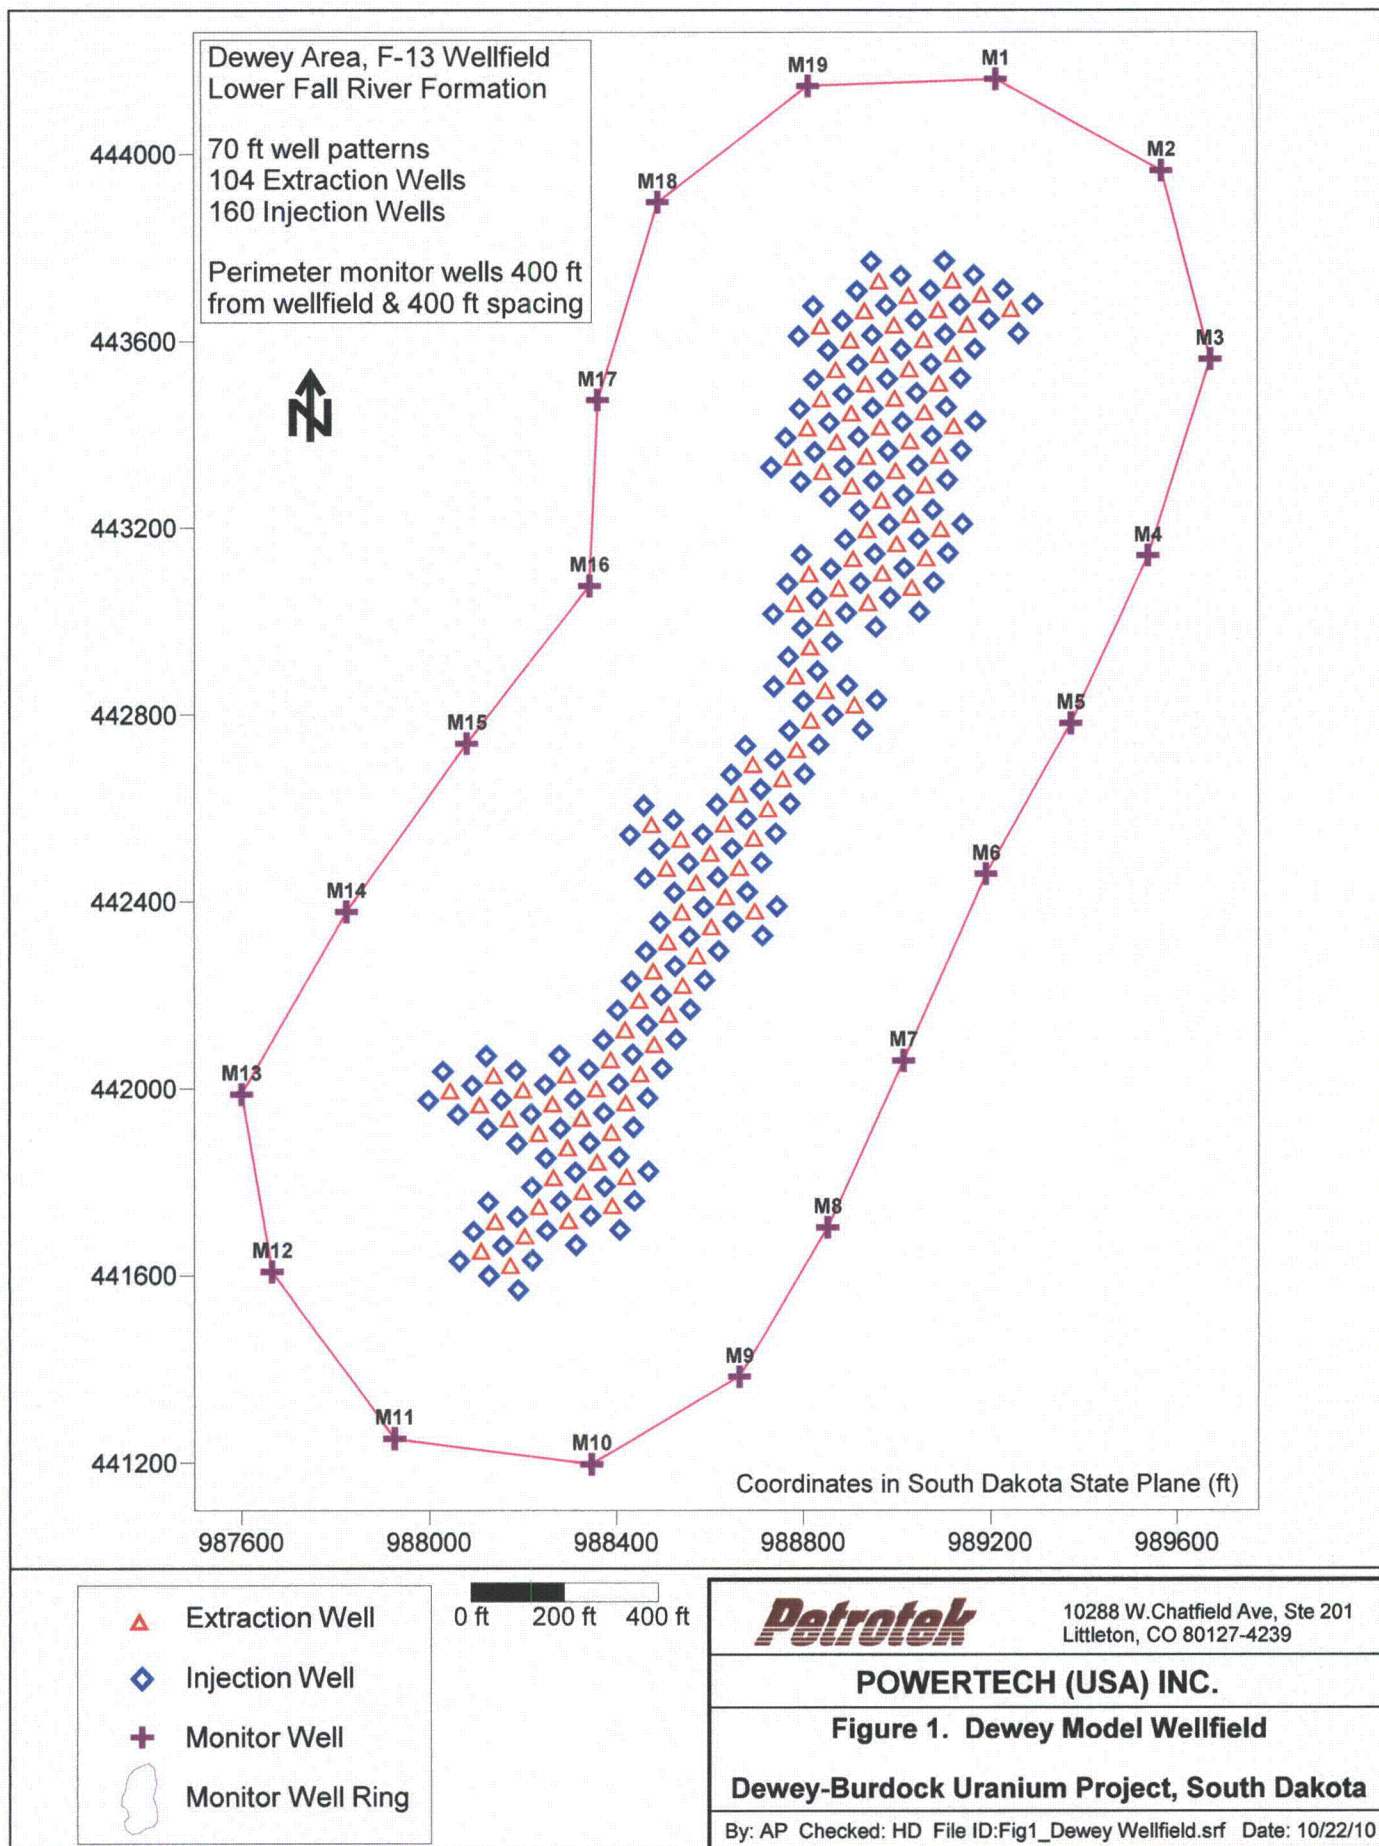 Dewey Area, F-13 Wellfield
Lower Fall River Formation
70 ft well patterns
104 Extraction Wells
160 Injection Wells
Perimeter monitor wells 400 ft
from wellfield & 400 ft spacing
N
M19
M1
M2
M18
M3
M17
M4
M16
M5
M15
M6
M14
M7
M13
M8
M12
M9
M11
M10
444000
443600
443200
442800
442400
442000
441600
441200
Coordinates in South Dakota State Plane (ft)
987600 988000 988400 988800 989200 989600
Extraction Well
Injection Well
Monitor Well
Monitor Well Ring
0 ft 200 ft 400 ft
Petrotek
10288 W.Chatfield Ave, Ste 201
Littleton, CO 80127-4239
POWERTECH (USA) INC.
Figure 1. Dewey Model Wellfield
Dewey-Burdock Uranium Project, South Dakota
By: AP Checked: HD File ID:Fig1_Dewey Wellfield.srf Date: 10/22/10